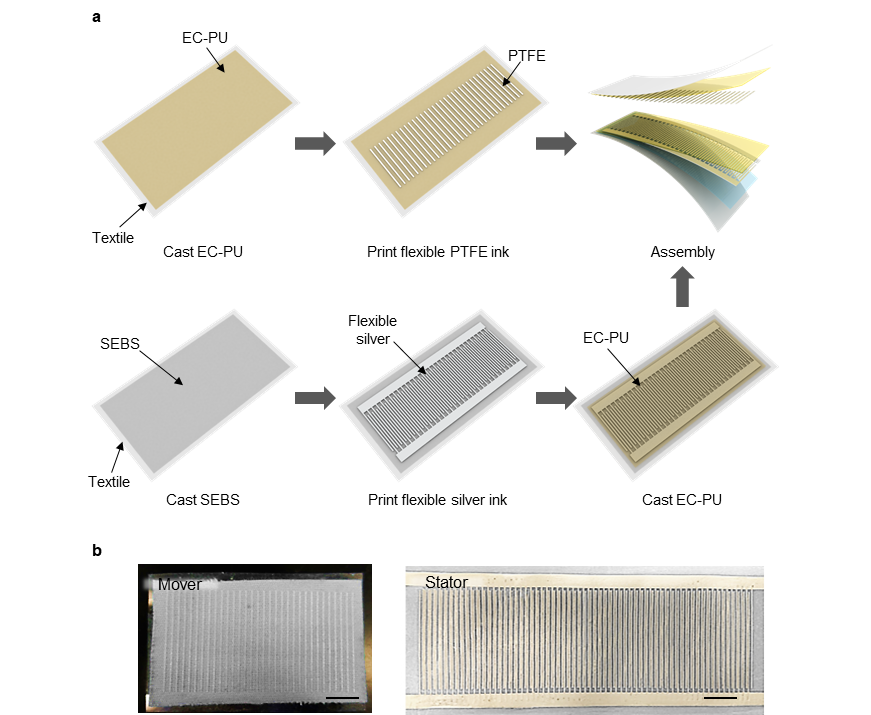 a
EC-PU
PTFE
Textile
Cast EC-PU
Print flexible PTFE ink
Assembly
SEBS
Flexible
silver
EC-PU
Textile
Cast SEBS
Print flexible silver ink
Cast EC-PU
b
Mover
Stator